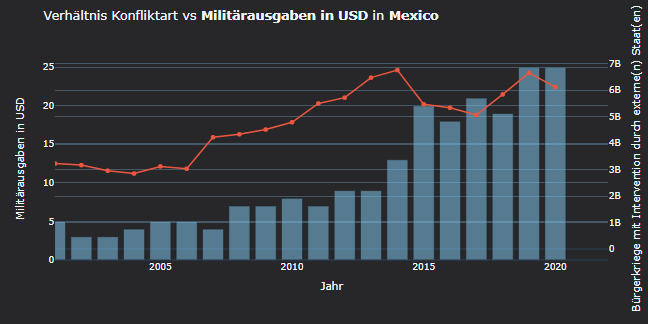 Verhältnis Konfliktart vs Militärausgaben in USD in Mexico
Militärausgaben in USD
25
20
15
10
5
0
7B
6B
5B
4B
3B
2B
1B
0
Bürgerkriege mit Intervention durch externe(n) Staat(en)
2005
2010
2015
2020
Jahr